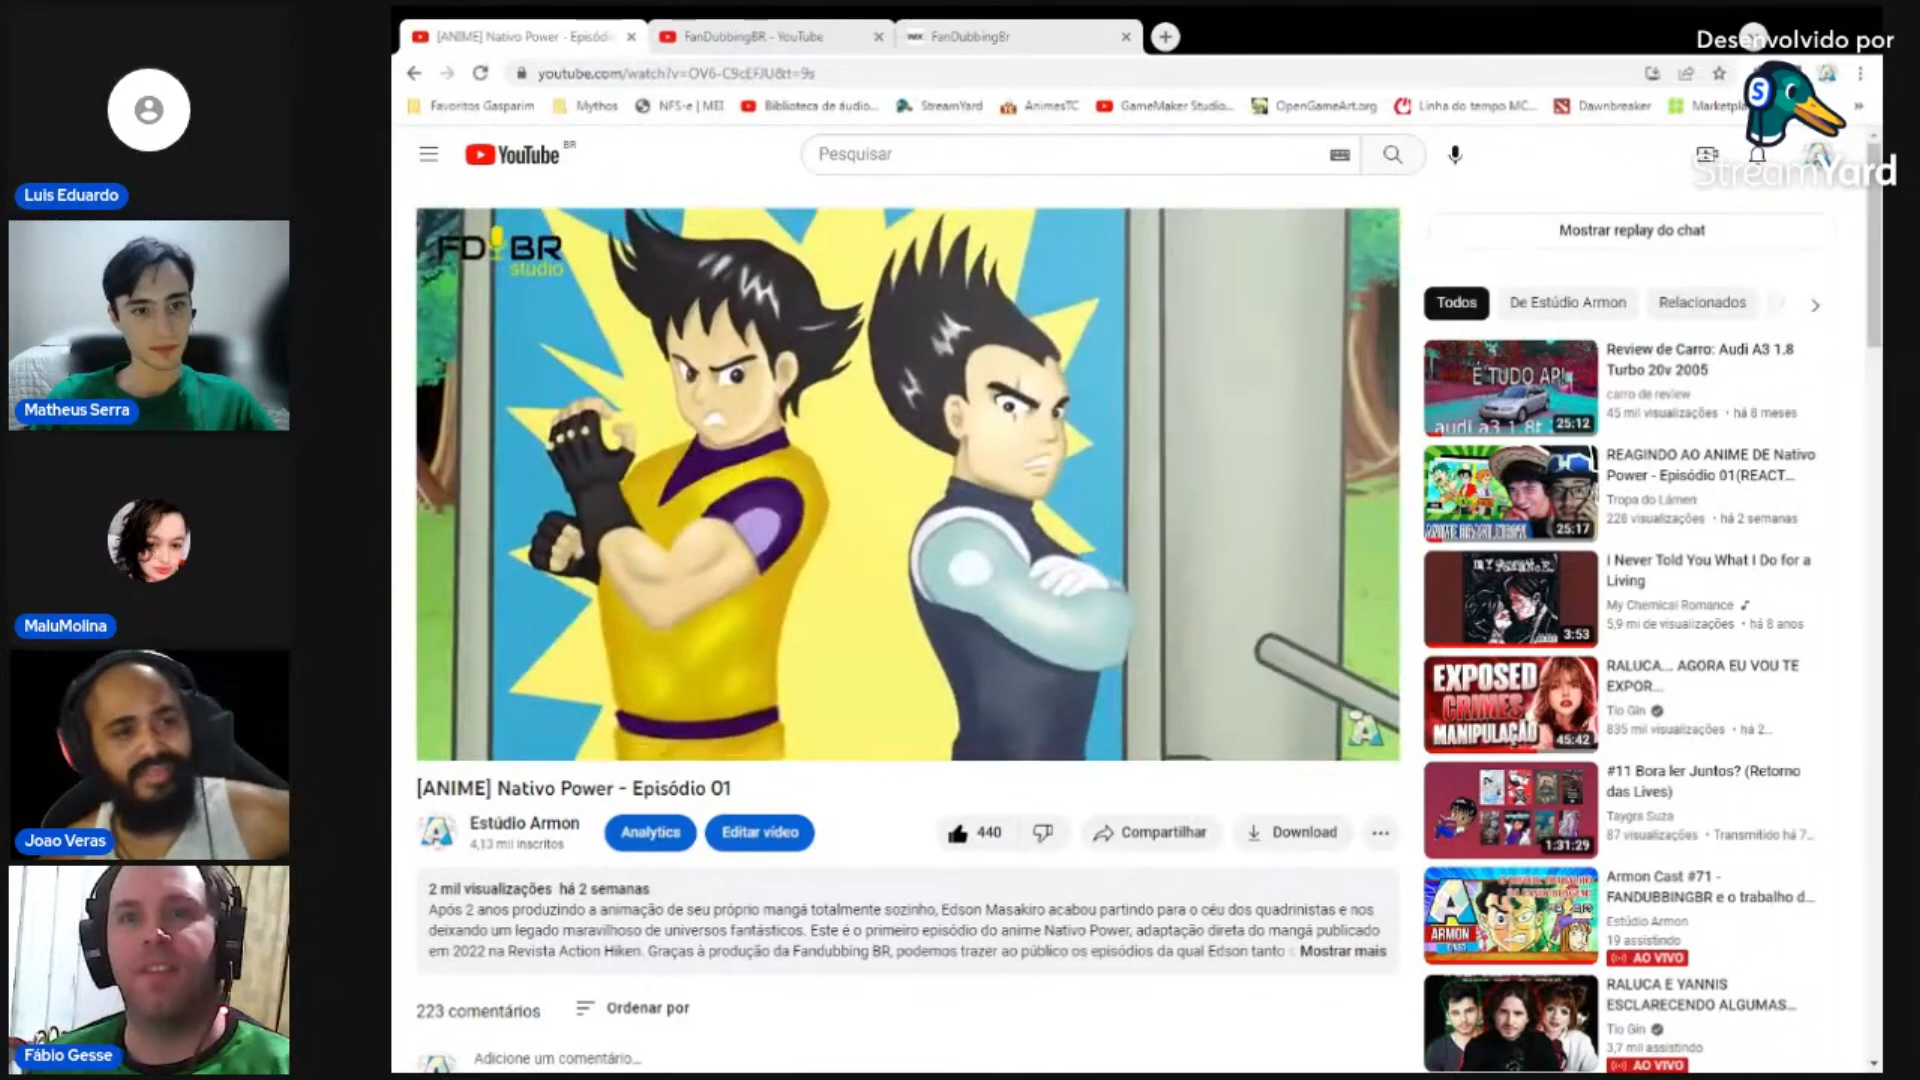 Luis Eduardo
Matheus Serra
MaluMolina
Joao Veras
Fábio Gesse
[ANIME] Nativo Power - Episódi
FanDubbingBR - YouTube
WIX FanDubbingBr
Desenvolvido por
StreamYard
youtube.com/watch?v=OV6-C9cEFJU&t=9s
Favoritos Gasparim
Mythos
NFS-e | MEI
Biblioteca de áudio...
StreamYard
AnimesTC
GameMaker Studio...
OpenGameArt.org
Linha do tempo MC...
Dawnbreaker
Marketpla
YouTube BR
Pesquisar
FD BR
studio
[ANIME] Nativo Power - Episódio 01
Estúdio Armon
4,13 mil inscritos
Analytics
Editar vídeo
440
Compartilhar
Download
2 mil visualizações há 2 semanas
Após 2 anos produzindo a animação de seu próprio mangá totalmente sozinho, Edson Masakiro acabou partindo para o céu dos quadrinistas e nos
deixando um legado maravilhoso de universos fantásticos. Este é o primeiro episódio do anime Nativo Power, adaptação direta do mangá publicado
em 2022 na Revista Action Hiken. Graças à produção da Fandubbing BR, podemos trazer ao público os episódios da qual Edson tanto s Mostrar mais
223 comentários
Ordenar por
Adicione um comentário...
Mostrar replay do chat
Todos
De Estúdio Armon
Relacionados
É TUDO AP
audi a3 1.8t
25:12
Review de Carro: Audi A3 1.8
Turbo 20v 2005
carro de review
45 mil visualizações • há 8 meses
25:17
REAGINDO AO ANIME DE Nativo
Power - Episódio 01(REACT...
Tropa do Lámen
228 visualizações • há 2 semanas
3:53
I Never Told You What I Do for a
Living
My Chemical Romance
5,9 mi de visualizações • há 8 anos
EXPOSED
CRIMES
MANIPULAÇÃO
45:42
RALUCA... AGORA EU VOU TE
EXPOR...
Tio Gin
835 mil visualizações • há 2...
1:31:29
#11 Bora ler Juntos? (Retorno
das Lives)
Taygra Suza
87 visualizações • Transmitido há 7...
ARMON
CAST
Armon Cast #71 -
FANDUBBINGBR e o trabalho d...
Estúdio Armon
19 assistindo
AO VIVO
RALUCA E YANNIS
ESCLARECENDO ALGUMAS...
Tio Gin
3,7 mil assistindo
AO VIVO